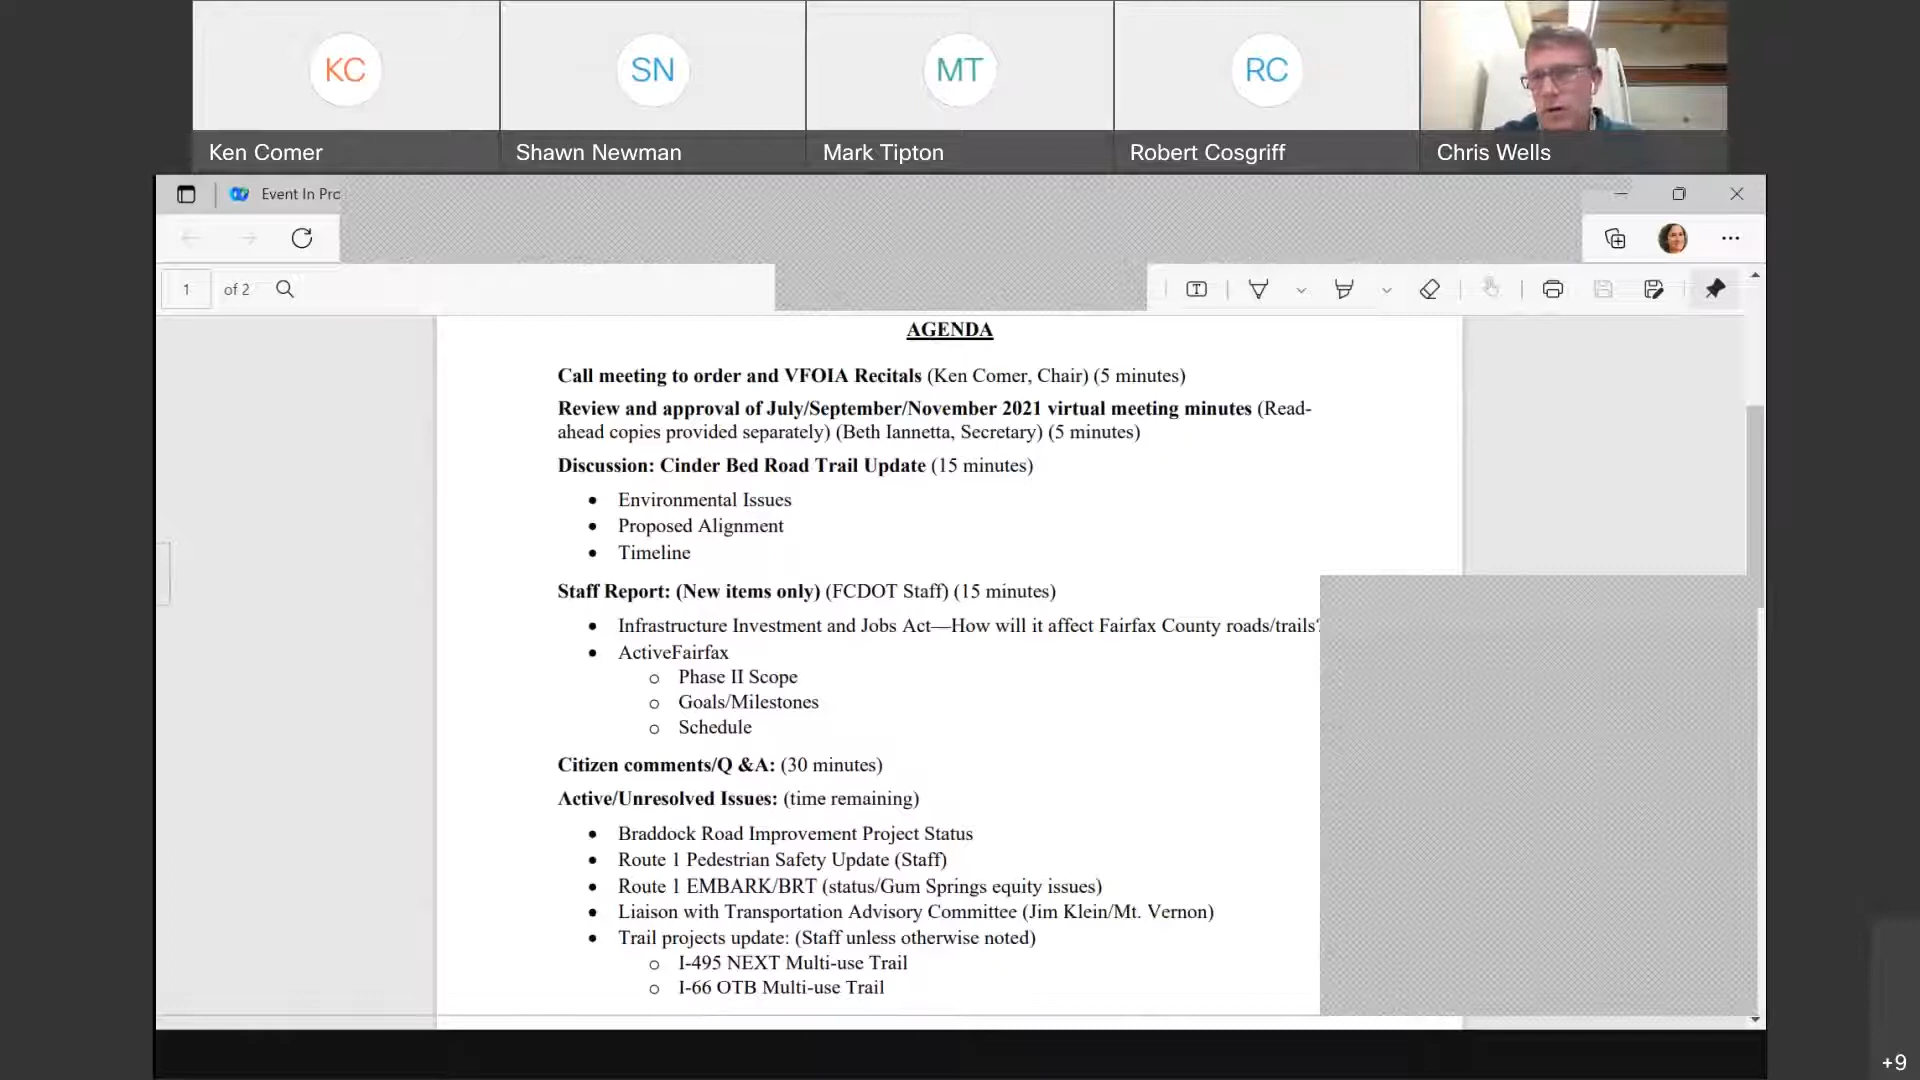 KC
SN
MT
RC
Ken Comer
Shawn Newman
Mark Tipton
Robert Cosgriff
Chris Wells
Event In Pro
1
of 2
AGENDA
Call meeting to order and VFOIA Recitals (Ken Comer, Chair) (5 minutes)
Review and approval of July/September/November 2021 virtual meeting minutes (Read-
ahead copies provided separately) (Beth Iannetta, Secretary) (5 minutes)
Discussion: Cinder Bed Road Trail Update (15 minutes)
• Environmental Issues
• Proposed Alignment
• Timeline
Staff Report: (New items only) (FCDOT Staff) (15 minutes)
• Infrastructure Investment and Jobs Act—How will it affect Fairfax County roads/trails?
• ActiveFairfax
o Phase II Scope
o Goals/Milestones
o Schedule
Citizen comments/Q &A: (30 minutes)
Active/Unresolved Issues: (time remaining)
• Braddock Road Improvement Project Status
• Route 1 Pedestrian Safety Update (Staff)
• Route 1 EMBARK/BRT (status/Gum Springs equity issues)
• Liaison with Transportation Advisory Committee (Jim Klein/Mt. Vernon)
• Trail projects update: (Staff unless otherwise noted)
o I-495 NEXT Multi-use Trail
o I-66 OTB Multi-use Trail
+9